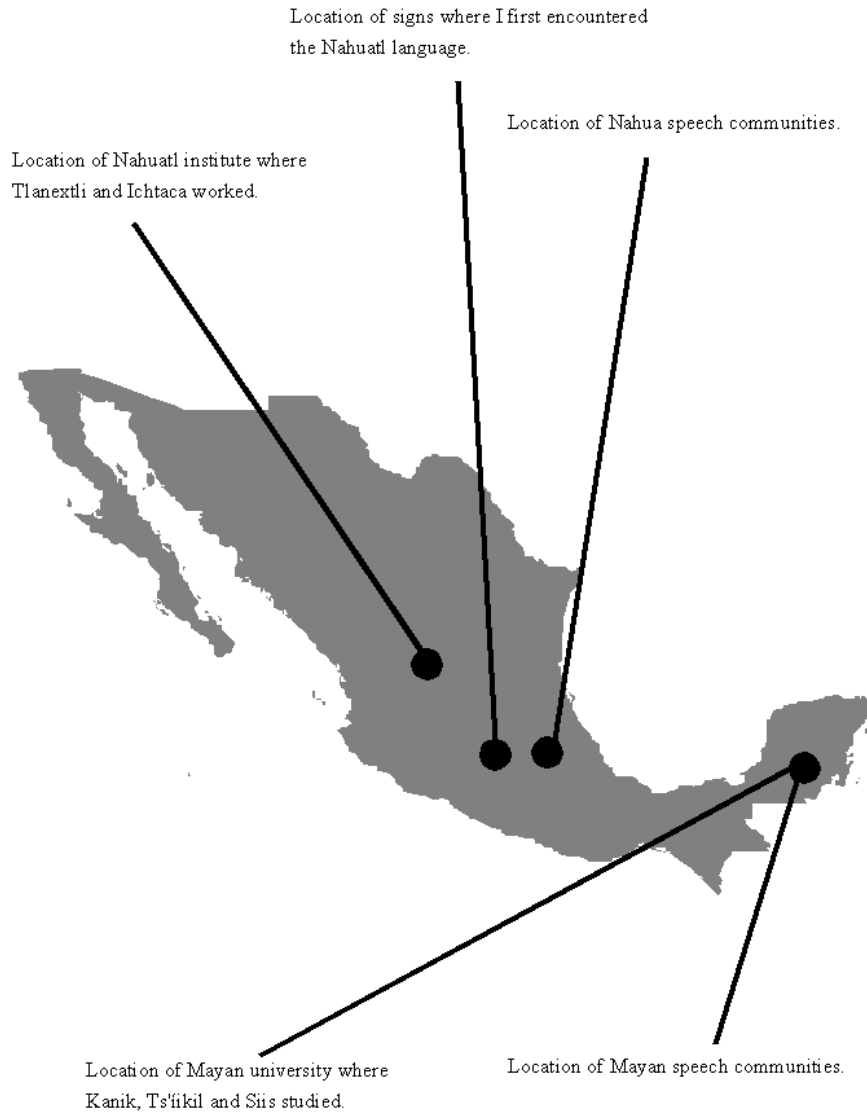 Location of signs where I first encountered
the Nahuatl language.
Location of Nahua speech communities.
Location of Nahuatl institute where
Tlanextli and Ichtaca worked.
Location of Mayan university where
Kanik, Ts'íikil and Siis studied.
Location of Mayan speech communities.